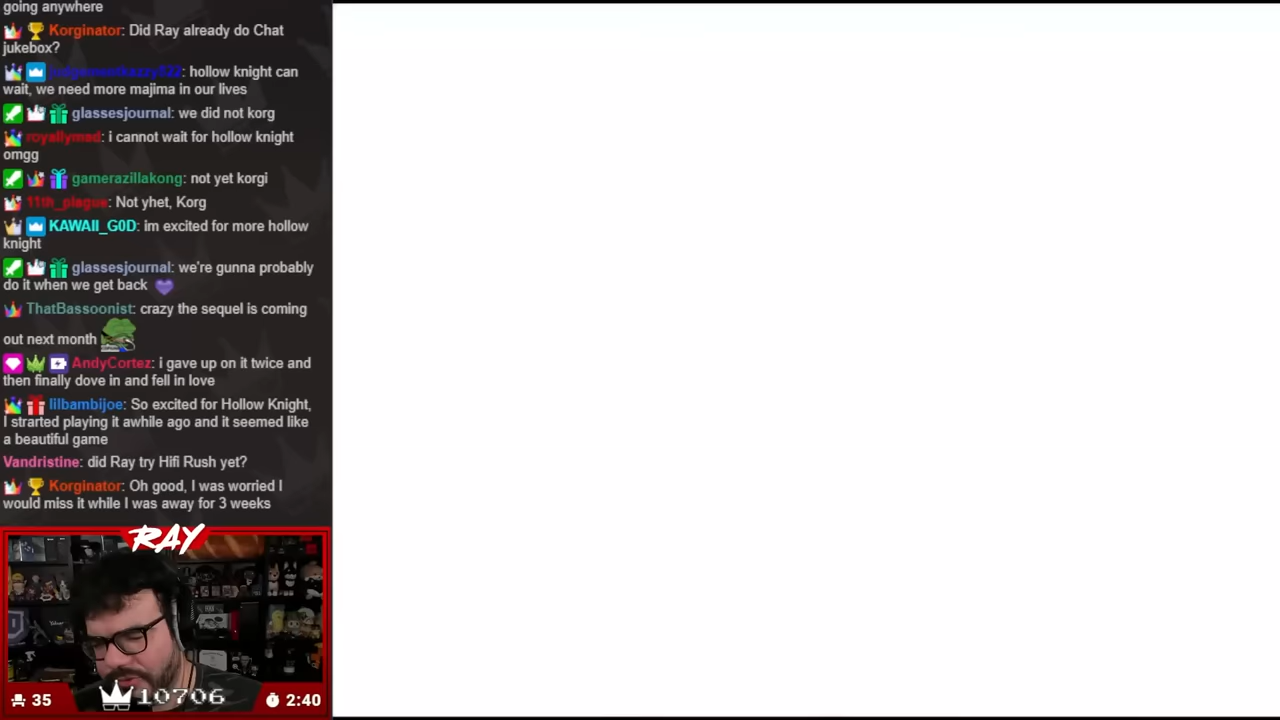 going anywhere
Korginator: Did Ray already do Chat
jukebox?
: hollow knight can
wait, we need more majima in our lives
glassesjournal: we did not korg
royallymad: i cannot wait for hollow knight
omgg
gamerazillakong: not yet korgi
11th_plague: Not yhet, Korg
KAWAII_G0D: im excited for more hollow
knight
glassesjournal: we're gunna probably
do it when we get back
ThatBassoonist: crazy the sequel is coming
out next month
AndyCortez: i gave up on it twice and
then finally dove in and fell in love
lilbambijoe: So excited for Hollow Knight,
I strarted playing it awhile ago and it seemed like
a beautiful game
Vandristine: did Ray try Hifi Rush yet?
Korginator: Oh good, I was worried I
would miss it while I was away for 3 weeks
RAY
35 10706 2:40